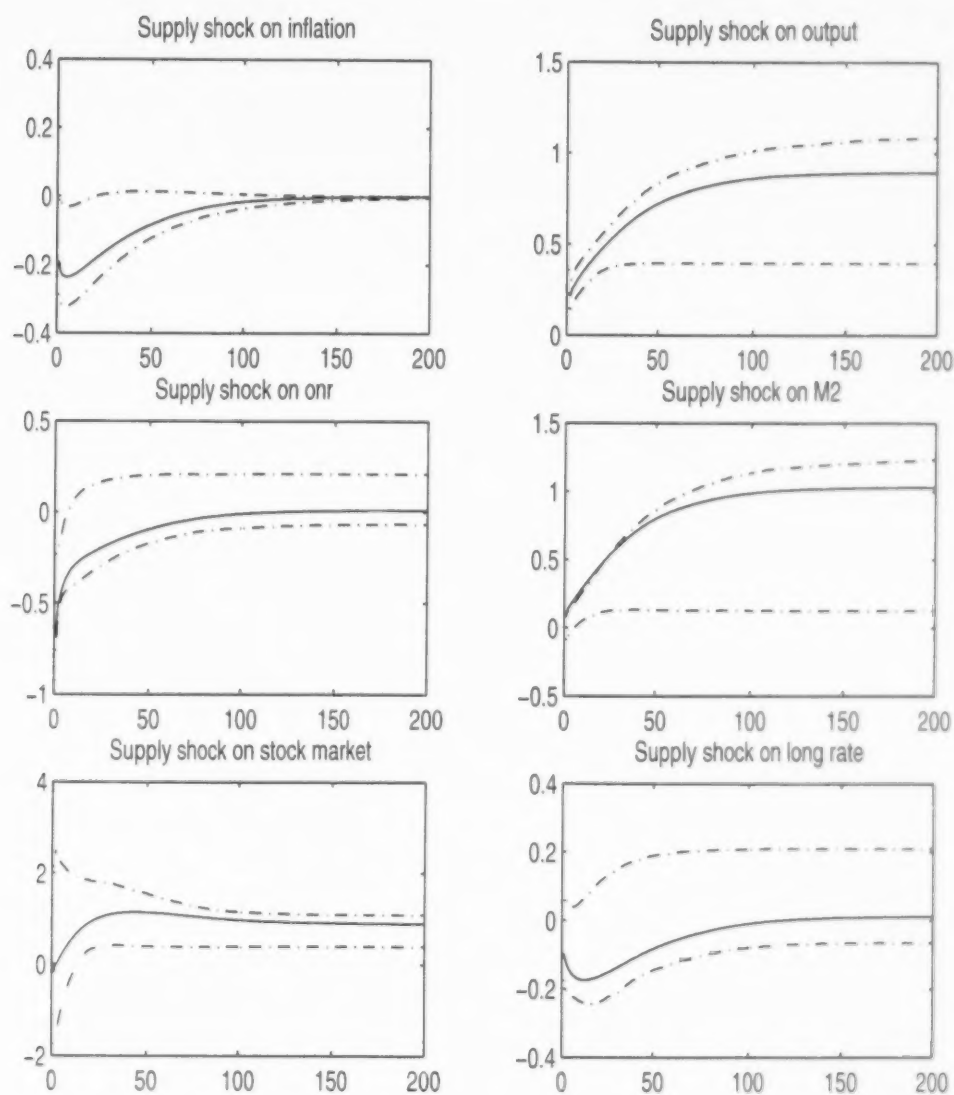 Supply shock on inflation
0.4
0.2
0
−0.2
−0.4
0 50 100 150 200
Supply shock on output
1.5
1
0.5
0
0 50 100 150 200
Supply shock on onr
0.5
0
−0.5
−1
0 50 100 150 200
Supply shock on M2
1.5
1
0.5
0
−0.5
0 50 100 150 200
Supply shock on stock market
4
2
0
−2
0 50 100 150 200
Supply shock on long rate
0.4
0.2
0
−0.2
−0.4
0 50 100 150 200